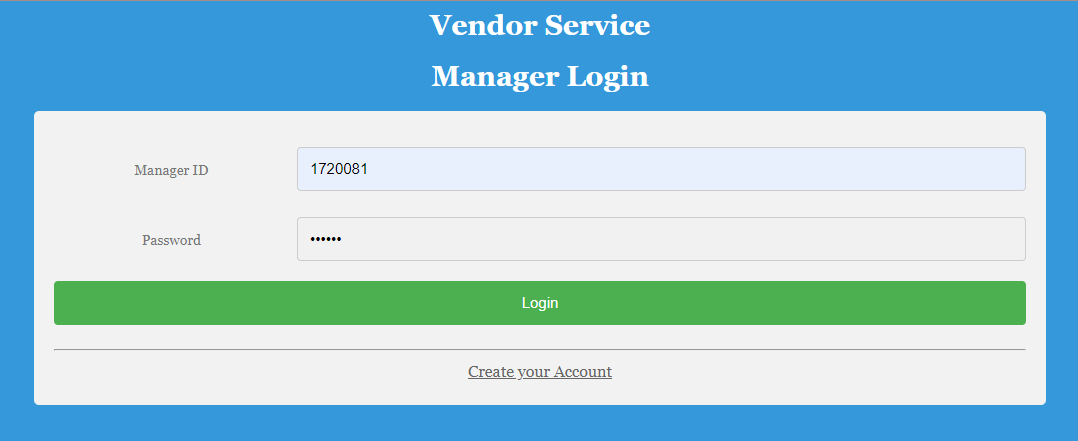 Vendor Service
Manager Login
Manager ID
1720081
Password
••••••
Login
Create your Account